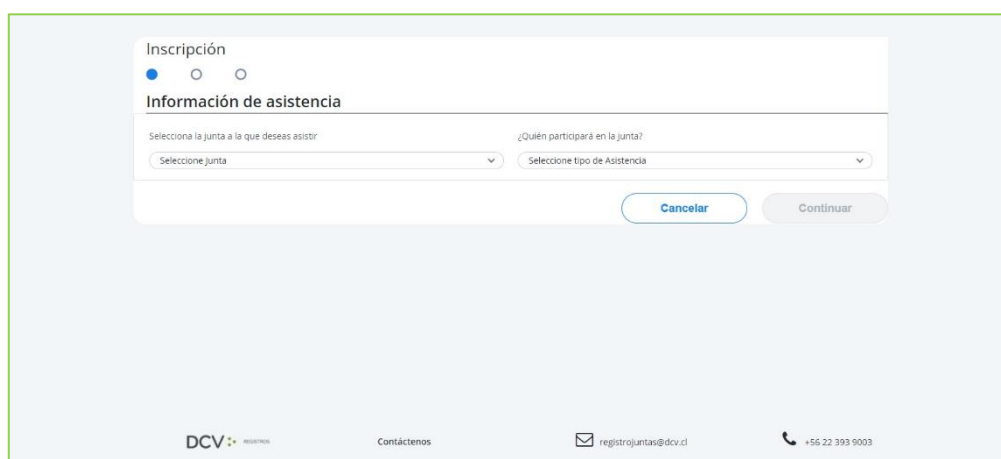 Inscripción
Información de asistencia
Selecciona la junta a la que deseas asistir
¿Quién participará en la junta?
Seleccione Junta
Seleccione tipo de Asistencia
Cancelar
Continuar
DCV REGISTROS
Contáctenos
registrojuntas@dcv.cl
+56 22 393 9003